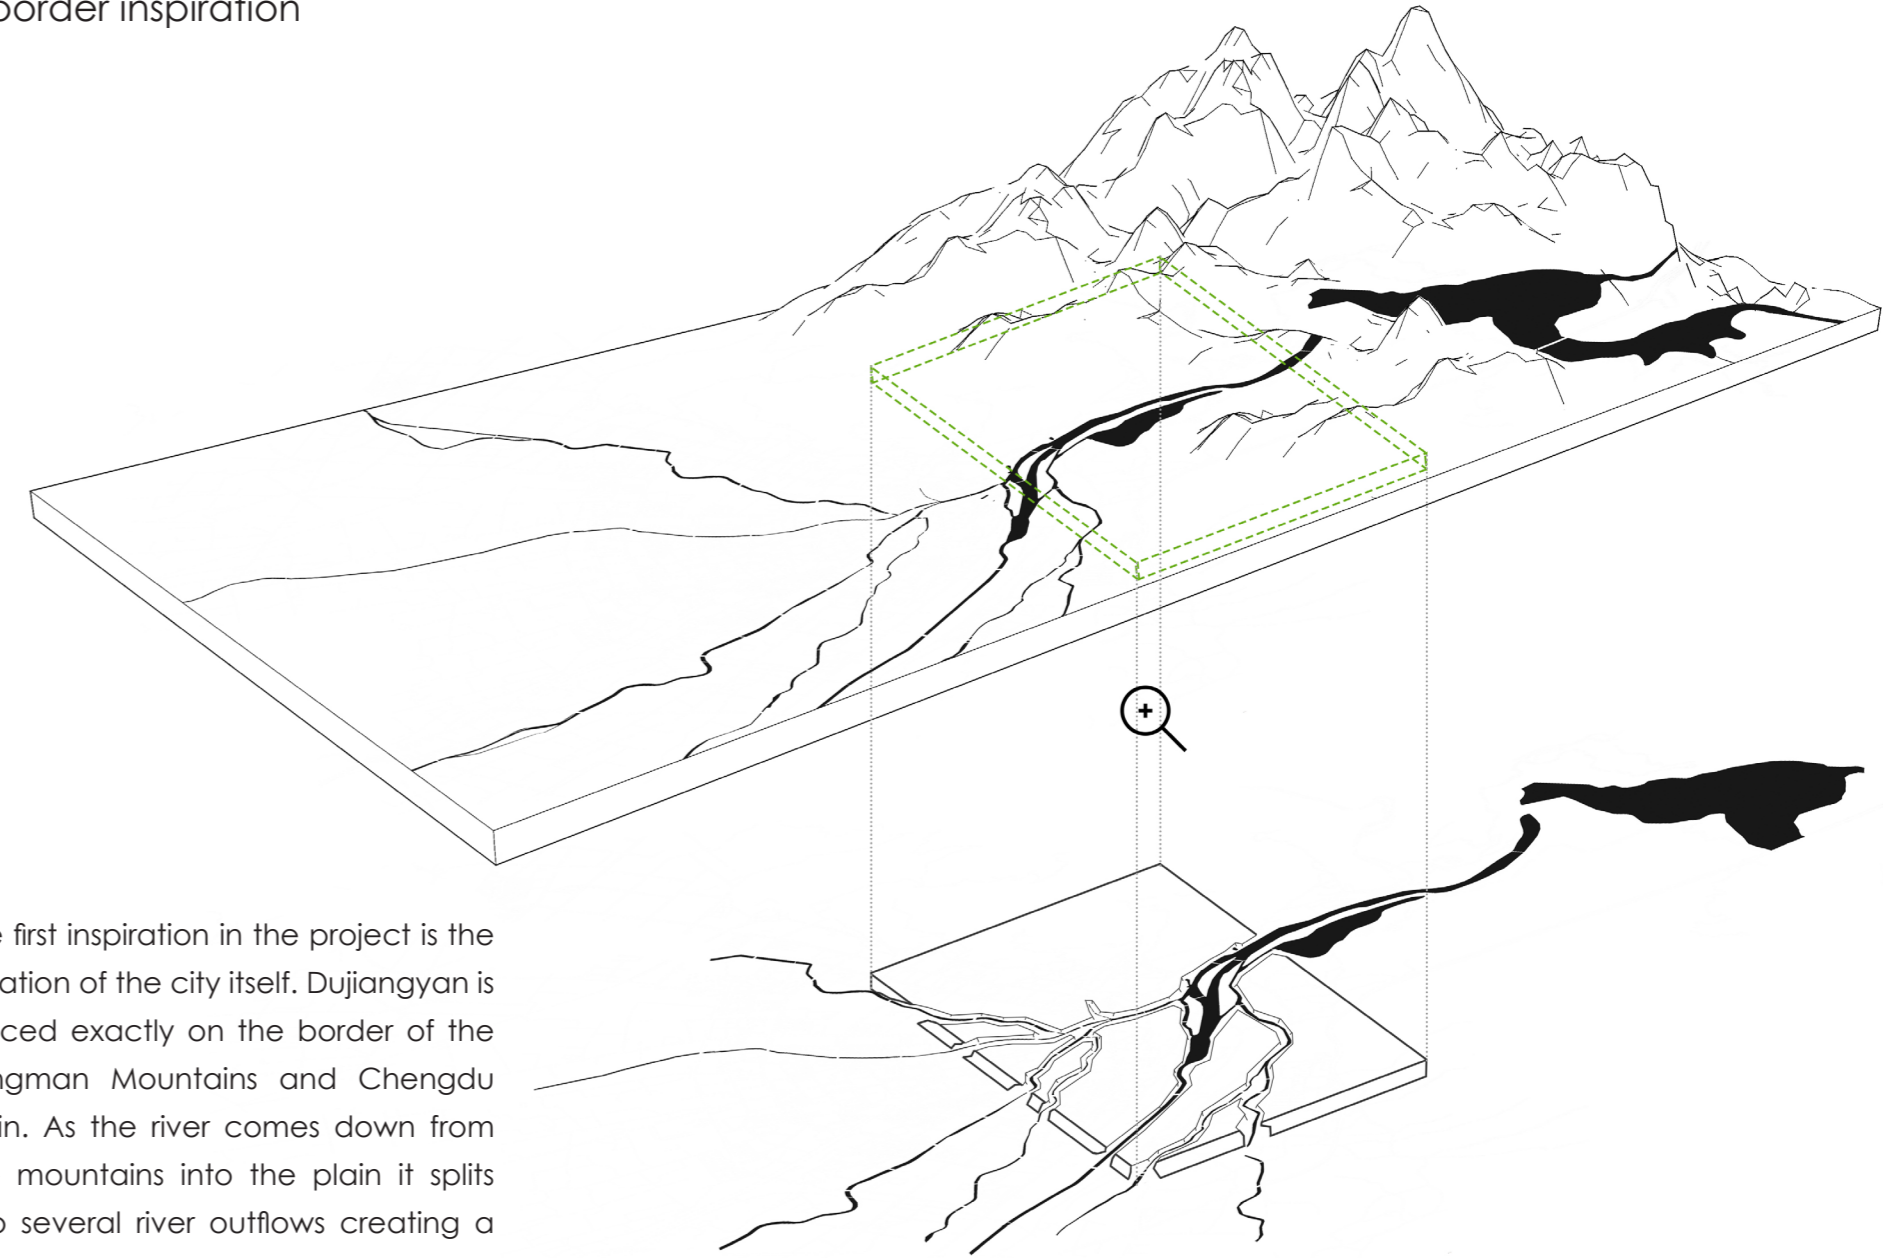 border inspiration
first inspiration in the project is the
ation of the city itself. Dujiangyan is
ced exactly on the border of the
ngman Mountains and Chengdu
in. As the river comes down from
mountains into the plain it splits
o several river outflows creating a